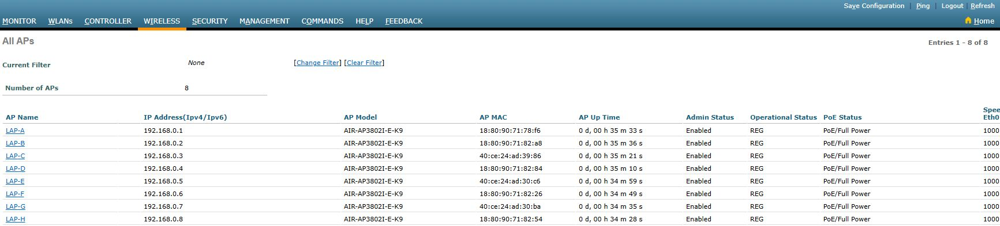 Save Configuration | Ping | Logout | Refresh
MONITOR WLANs CONTROLLER WIRELESS SECURITY MANAGEMENT COMMANDS HELP FEEDBACK Home
All APs Entries 1 - 8 of 8
Current Filter None [Change Filter] [Clear Filter]
Number of APs 8
Spee
AP Name IP Address(Ipv4/Ipv6) AP Model AP MAC AP Up Time Admin Status Operational Status PoE Status Eth0
LAP-A 192.168.0.1 AIR-AP3802I-E-K9 18:80:90:71:78:f6 0 d, 00 h 35 m 33 s Enabled REG PoE/Full Power 1000
LAP-B 192.168.0.2 AIR-AP3802I-E-K9 18:80:90:71:82:a8 0 d, 00 h 35 m 36 s Enabled REG PoE/Full Power 1000
LAP-C 192.168.0.3 AIR-AP3802I-E-K9 40:ce:24:ad:39:86 0 d, 00 h 35 m 21 s Enabled REG PoE/Full Power 1000
LAP-D 192.168.0.4 AIR-AP3802I-E-K9 18:80:90:71:82:84 0 d, 00 h 35 m 10 s Enabled REG PoE/Full Power 1000
LAP-E 192.168.0.5 AIR-AP3802I-E-K9 40:ce:24:ad:30:c6 0 d, 00 h 34 m 59 s Enabled REG PoE/Full Power 1000
LAP-F 192.168.0.6 AIR-AP3802I-E-K9 18:80:90:71:82:26 0 d, 00 h 34 m 49 s Enabled REG PoE/Full Power 1000
LAP-G 192.168.0.7 AIR-AP3802I-E-K9 40:ce:24:ad:30:ba 0 d, 00 h 34 m 35 s Enabled REG PoE/Full Power 1000
LAP-H 192.168.0.8 AIR-AP3802I-E-K9 18:80:90:71:82:54 0 d, 00 h 34 m 28 s Enabled REG PoE/Full Power 1000